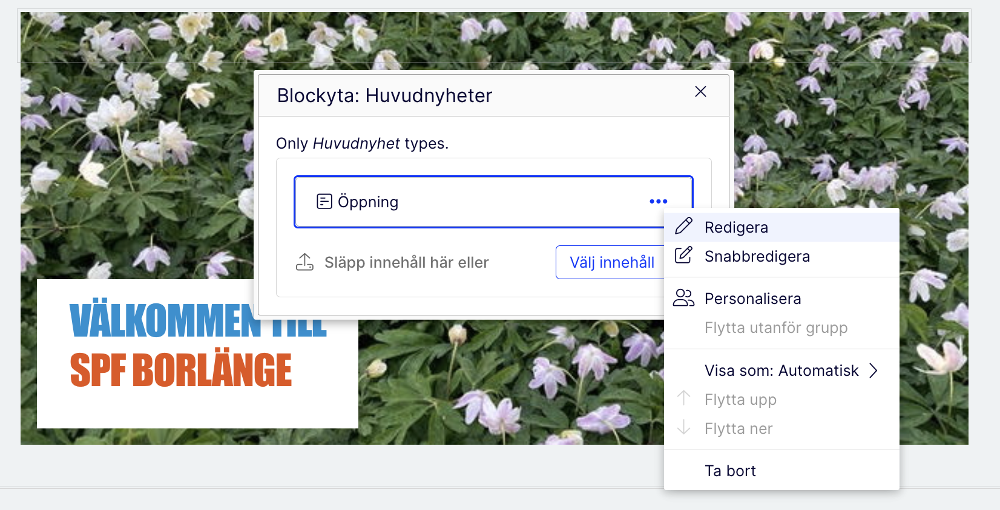 Blockyta: Huvudnyheter
Only Huvudnyhet types.
Öppning
Släpp innehåll här eller
Välj innehåll
Redigera
Snabbredigera
Personalisera
Flytta utanför grupp
Visa som: Automatisk
Flytta upp
Flytta ner
Ta bort
VÄLKOMMEN TILL
SPF BORLÄNGE